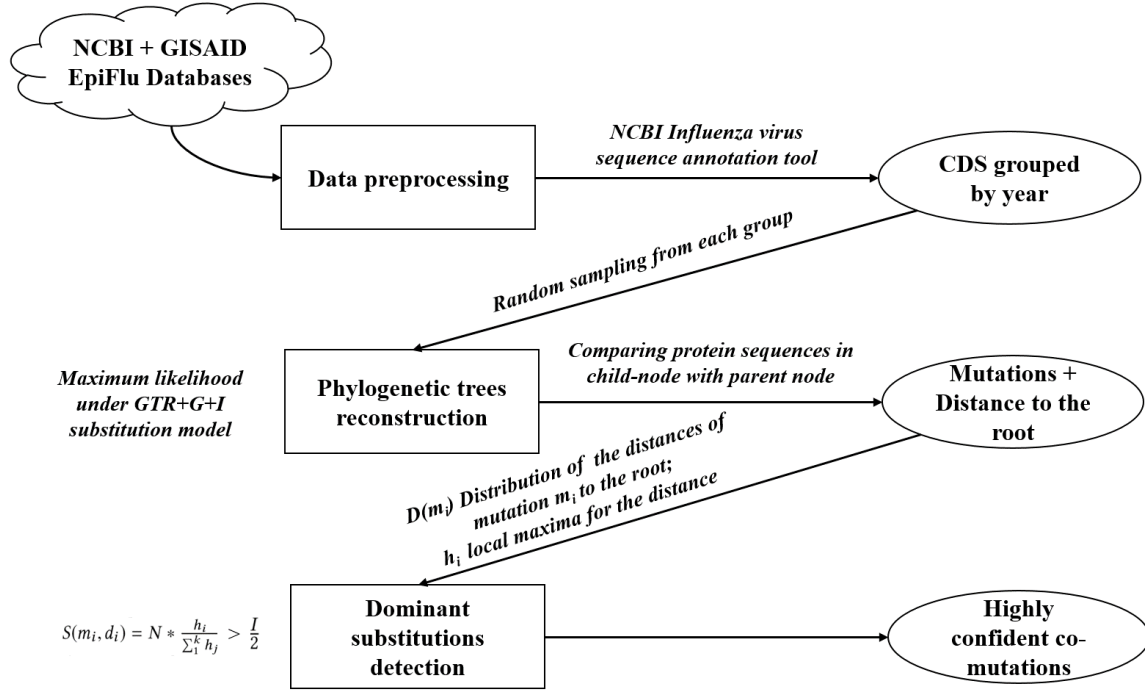 NCBI + GISAID
EpiFlu Databases
Data preprocessing
NCBI Influenza virus
sequence annotation tool
CDS grouped
by year
Random sampling from each group
Maximum likelihood
under GTR+G+I
substitution model
Phylogenetic trees
reconstruction
Comparing protein sequences in
child-node with parent node
Mutations +
Distance to the
root
D(mᵢ) Distribution of the distances of
mutation mᵢ to the root;
hᵢ local maxima for the distance
S(mᵢ, dᵢ) = N * hᵢ / ∑₁ᵏ hⱼ > I / 2
Dominant
substitutions
detection
Highly
confident co-
mutations